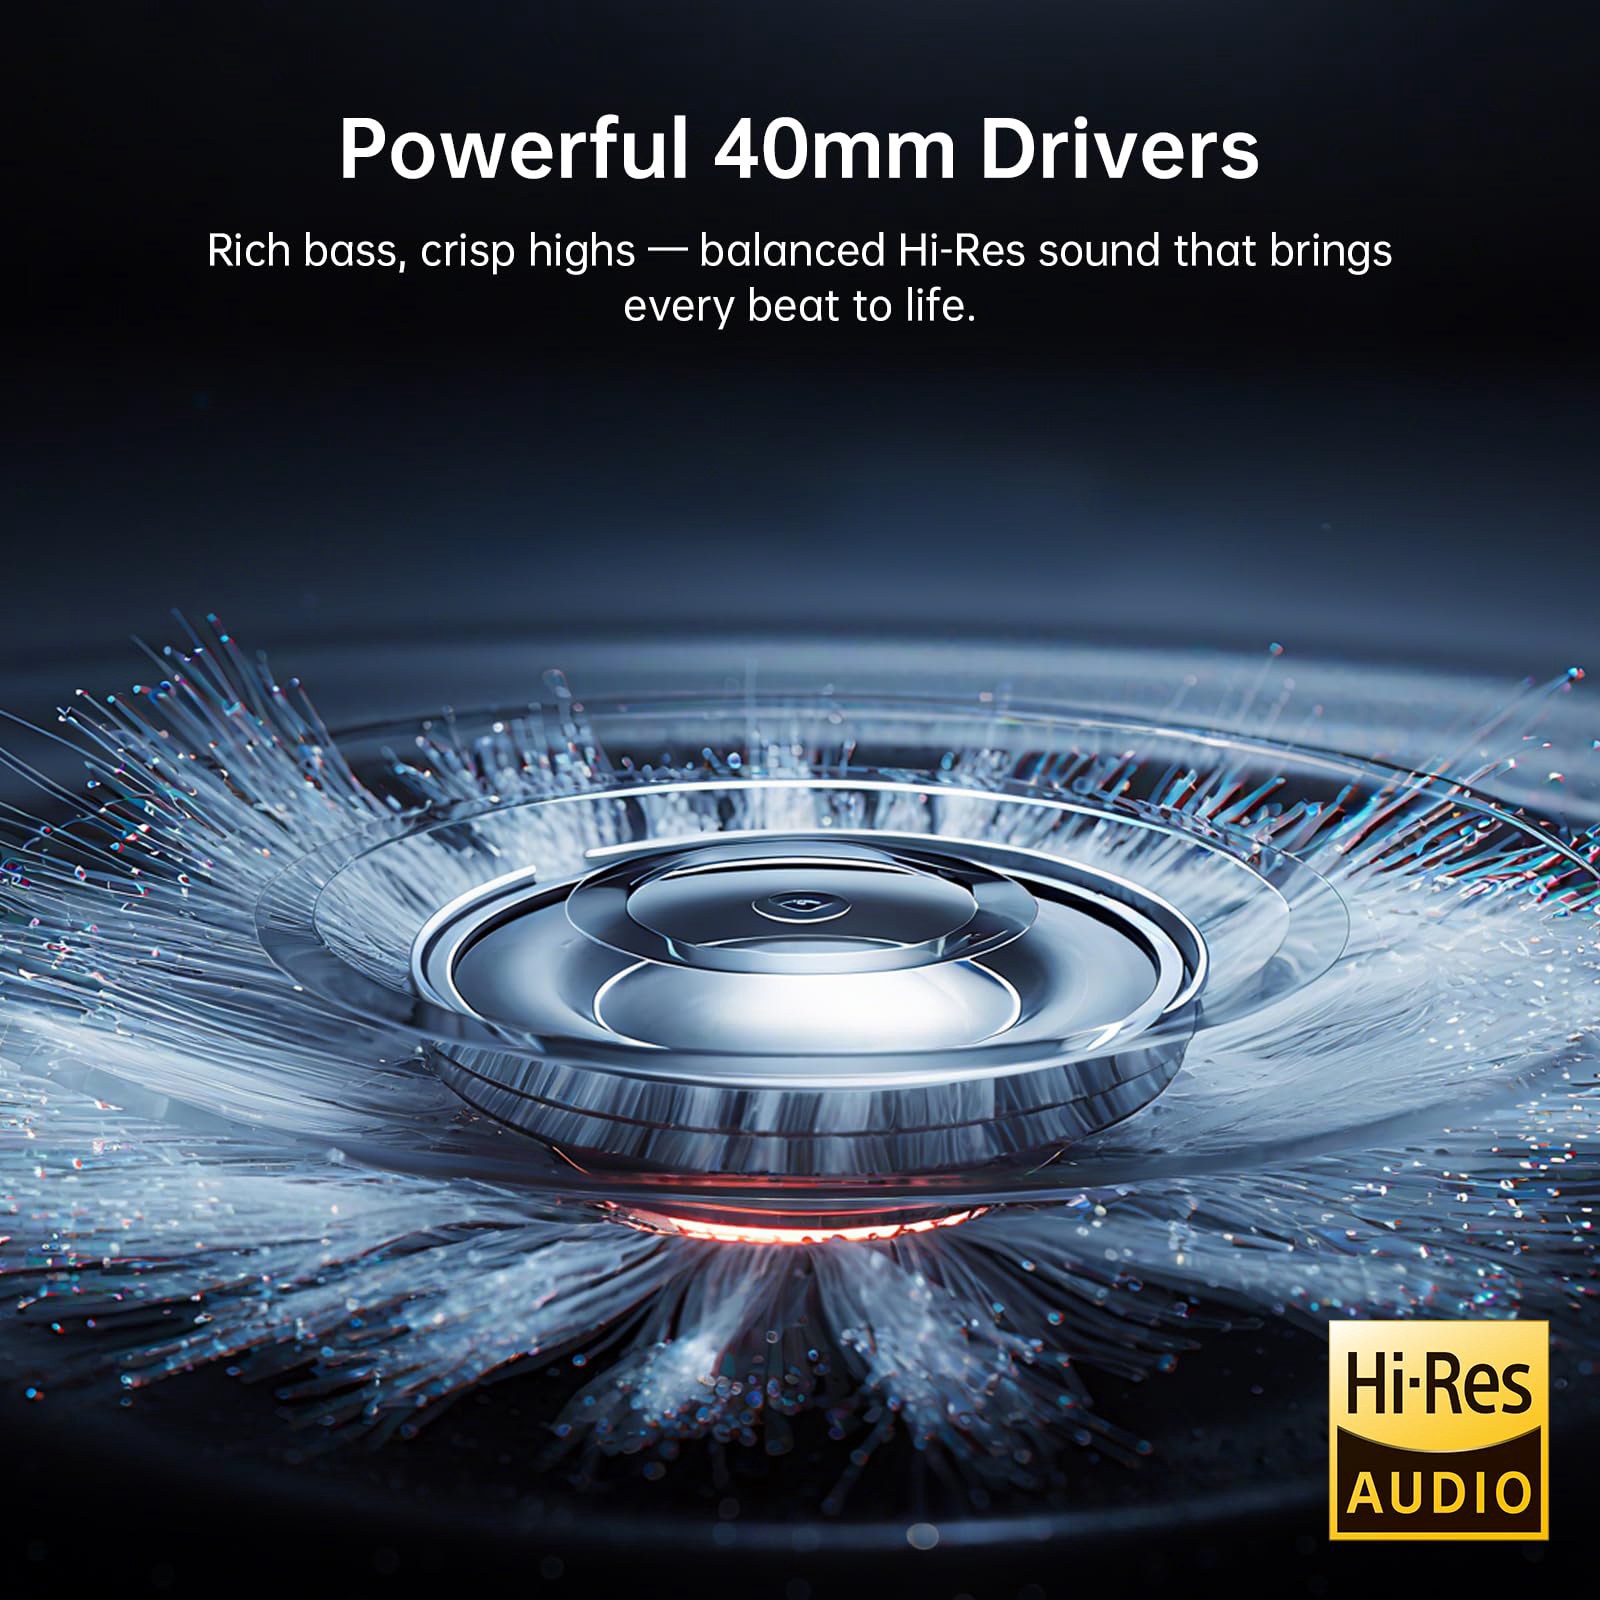 Powerful 40mm Drivers
Rich bass, crisp highs — balanced Hi-Res sound that brings
every beat to life.
Hi-Res
AUDIO